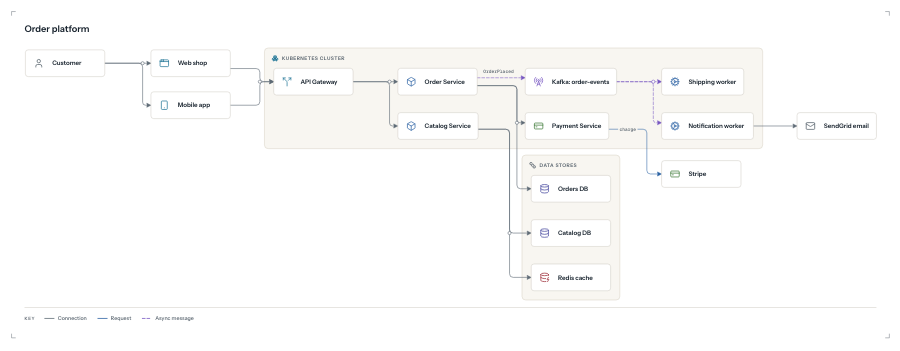 Order platform
KUBERNETES CLUSTER
Customer
Web shop
API Gateway
Order Service
OrderPlaced
Kafka: order-events
Shipping worker
Mobile app
Catalog Service
Payment Service
charge
Notification worker
SendGrid email
DATA STORES
Stripe
Orders DB
Catalog DB
Redis cache
KEY
Connection
Request
Async message